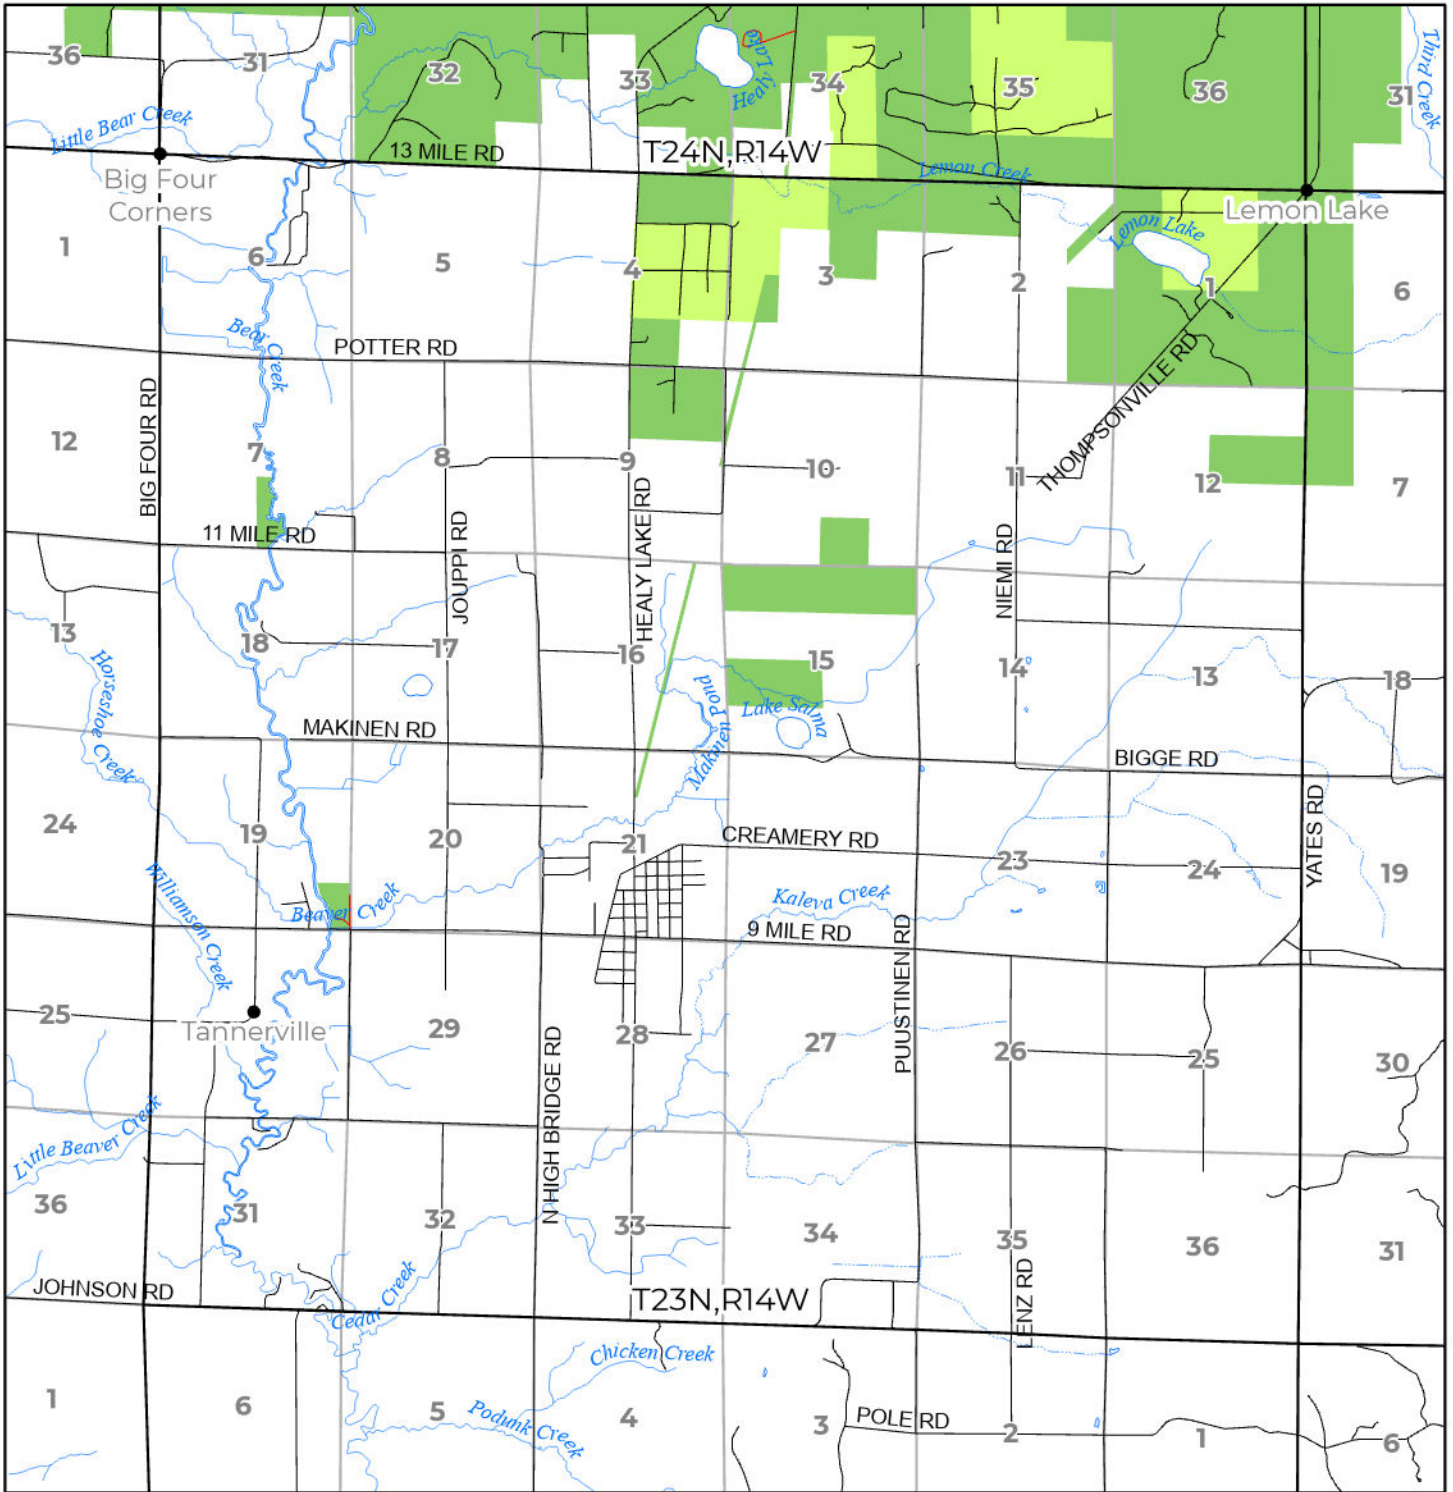 36
31
32
33
Healy Lake
34
35
36
31
Third Creek
Little Bear Creek
13 MILE RD
T24N,R14W
Lemon Creek
Big Four
Corners
Lemon Lake
Lemon Lake
1
6
5
4
3
2
1
6
Bear Creek
POTTER RD
THOMPSONVILLE RD
BIG FOUR RD
12
7
8
9
10
11
12
7
11 MILE RD
JOUPPI RD
HEALY LAKE RD
NIEMI RD
13
18
17
16
15
14
13
18
Horseshoe Creek
Makinen Pond
Lake Salma
MAKINEN RD
BIGGE RD
YATES RD
24
19
20
21
CREAMERY RD
23
24
19
Williamson Creek
Beaver Creek
Kaleva Creek
9 MILE RD
PUUSTINEN RD
25
Tannerville
29
28
27
26
25
30
N HIGH BRIDGE RD
Little Beaver Creek
36
31
32
33
34
35
36
31
JOHNSON RD
Cedar Creek
T23N,R14W
LENZ RD
Chicken Creek
1
6
5
Podunk Creek
4
3
POLE RD
2
1
6